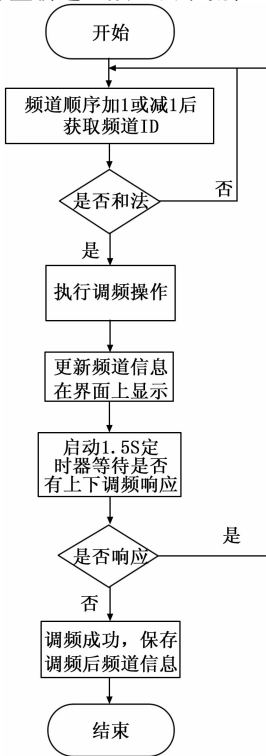 开始
频道顺序加1或减1后
获取频道ID
是否和法
否
是
执行调频操作
更新频道信息
在界面上显示
启动1.5S定
时器等待是否
有上下调频响应
是否响应
是
否
调频成功，保存
调频后频道信息
结束